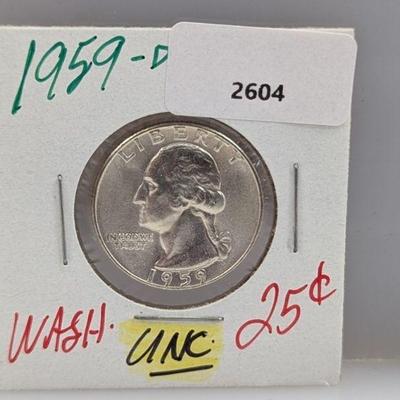 1959-D
2604
LIBERTY
IN GOD WE
TRUST
1959
WASH. UNC. 25¢